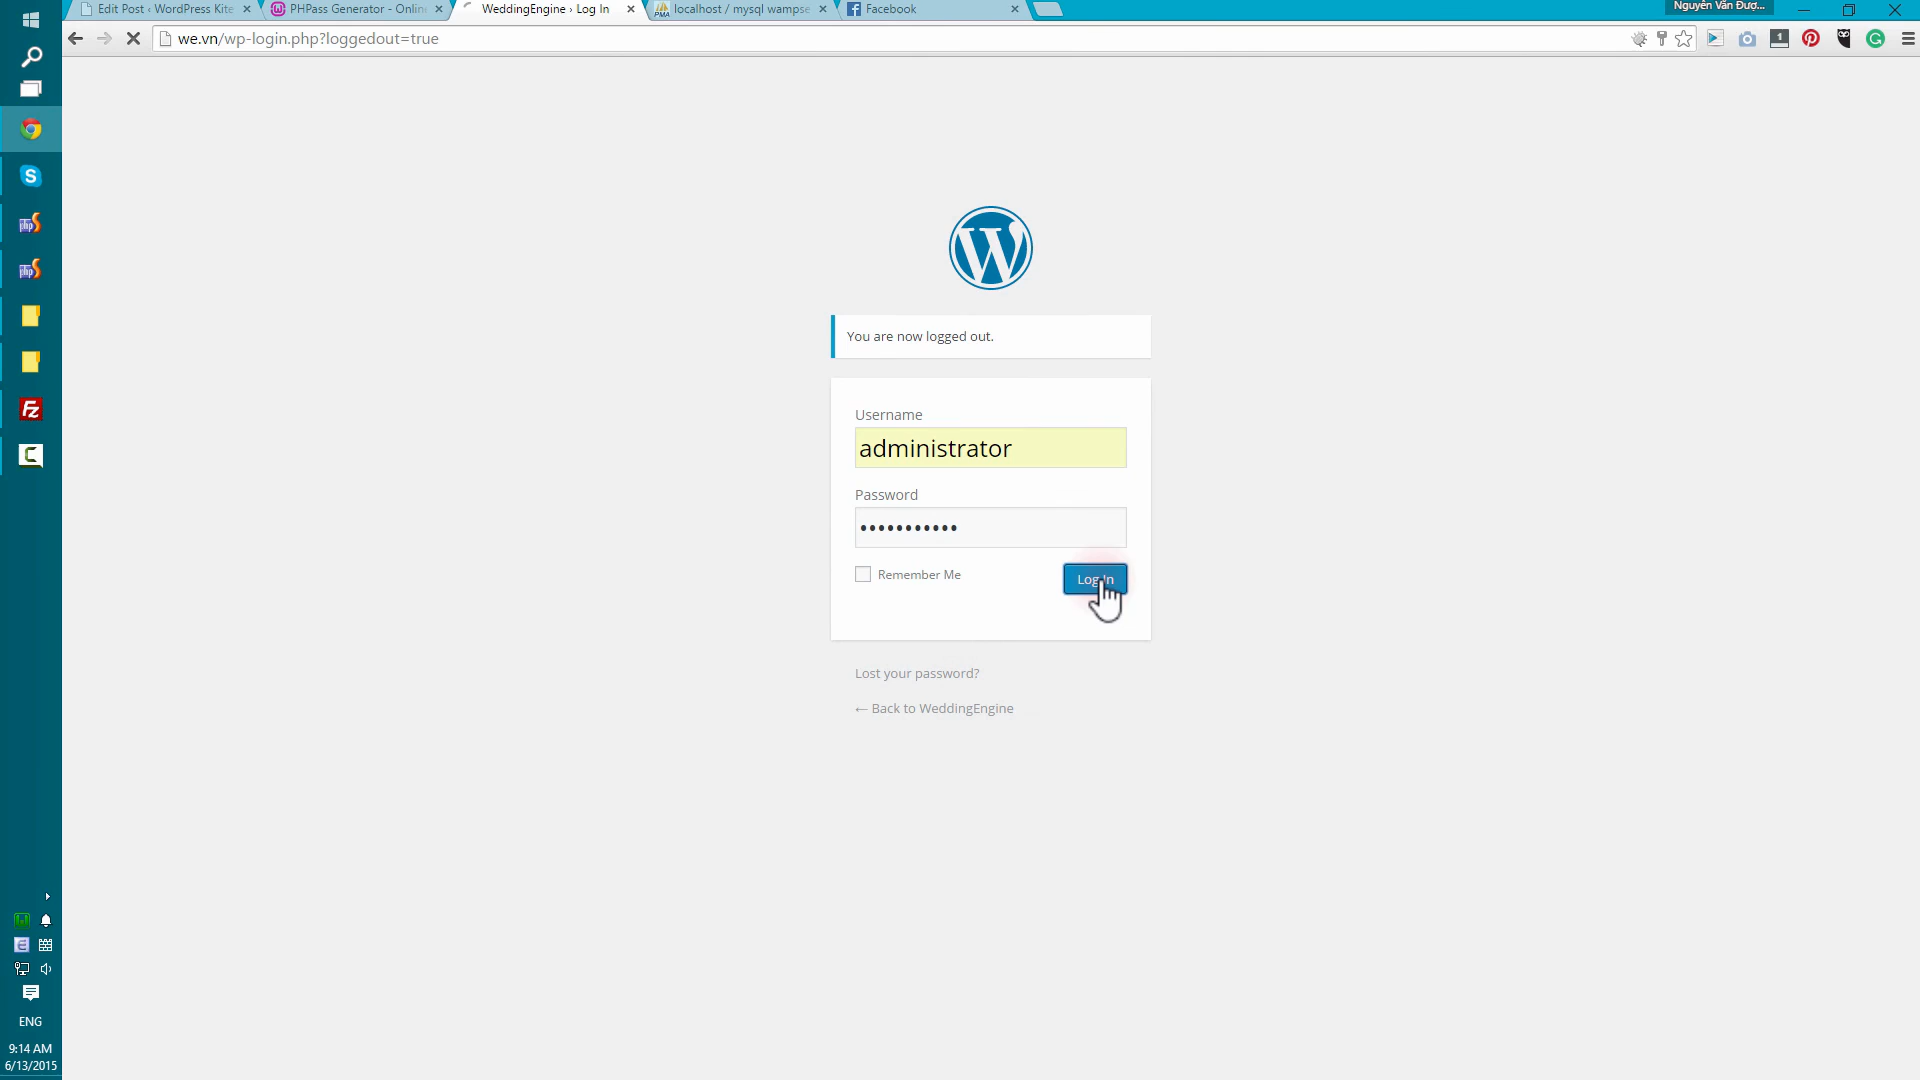 Edit Post ‹ WordPress Kite
PHPass Generator - Onlin
WeddingEngine › Log In
localhost / mysql wampse
Facebook
Nguyễn Văn Đượ...
we.vn/wp-login.php?loggedout=true
You are now logged out.
Username
administrator
Password
Remember Me
Log In
Lost your password?
← Back to WeddingEngine
ENG
9:14 AM
6/13/2015